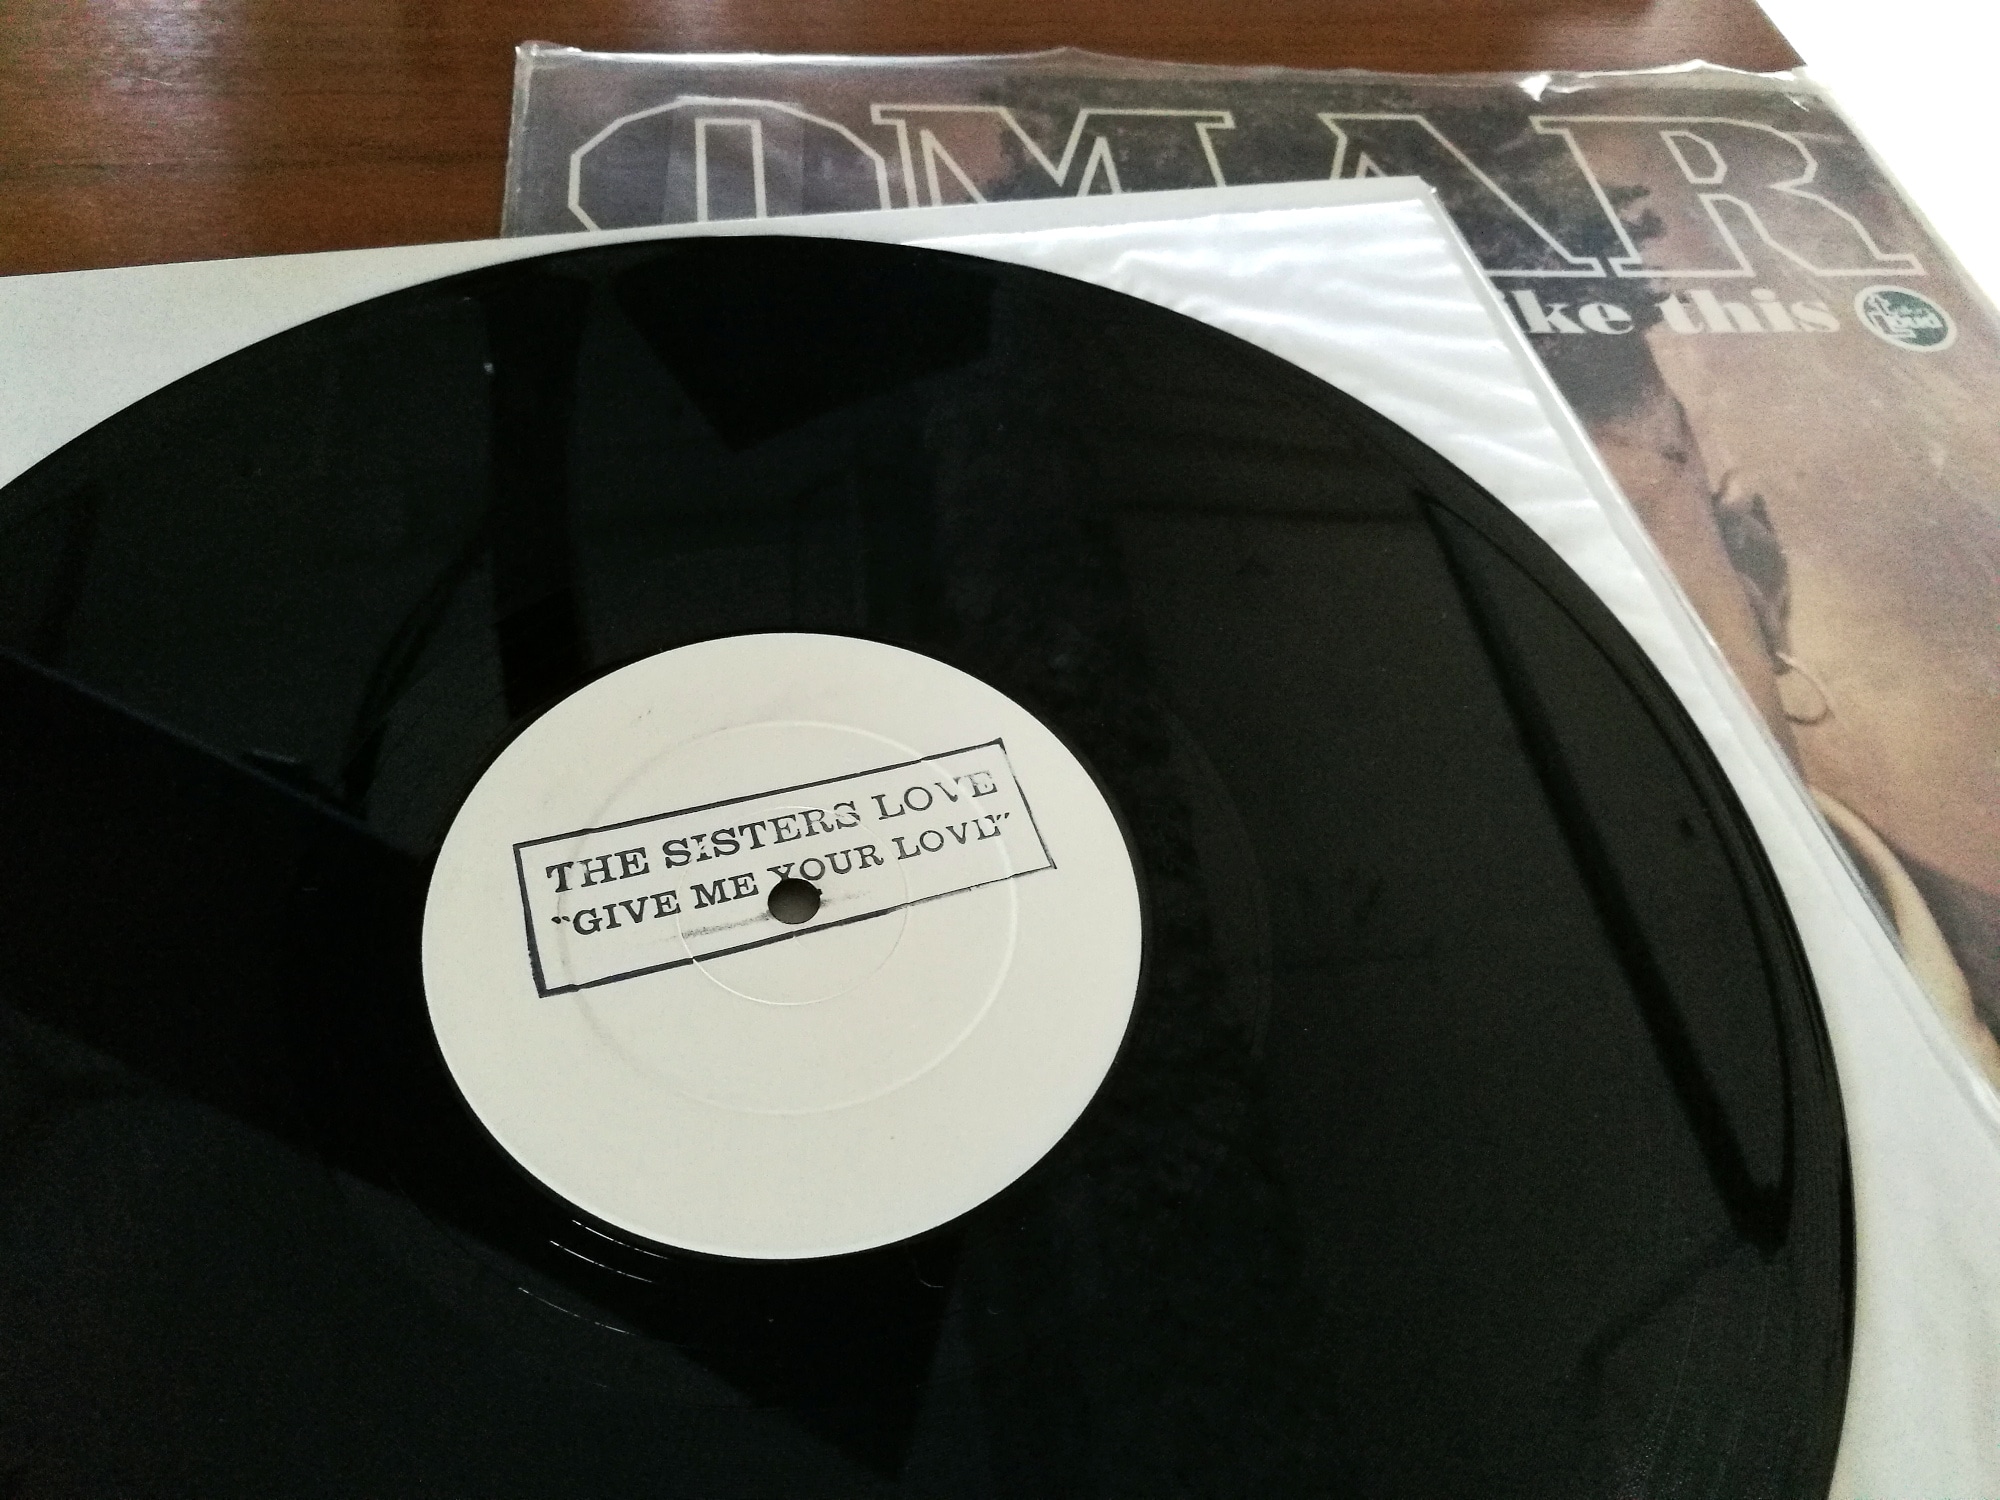 OMAR
ike this
THE SISTERS LOVE
“GIVE ME YOUR LOVE”